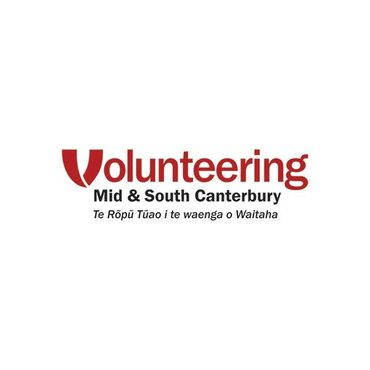 Volunteering
Mid & South Canterbury
Te Rōpū Tūao i te waenga o Waitaha